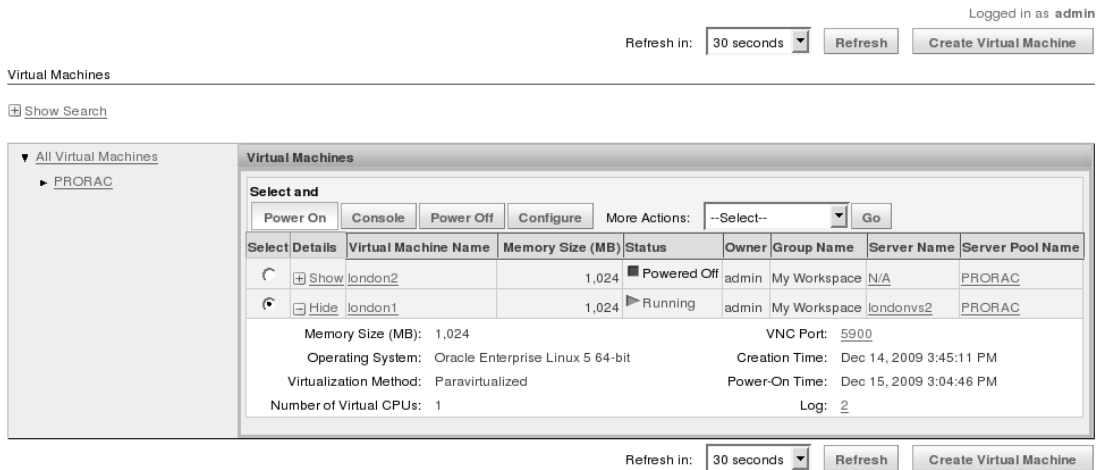 Logged in as admin
Refresh in: 30 seconds Refresh Create Virtual Machine
Virtual Machines
Show Search
All Virtual Machines
PRORAC
Virtual Machines
Select and
Power On Console Power Off Configure More Actions: --Select-- Go
Select Details Virtual Machine Name Memory Size (MB) Status Owner Group Name Server Name Server Pool Name
Show london2 1,024 Powered Off admin My Workspace N/A PRORAC
Hide london1 1,024 Running admin My Workspace londonvs2 PRORAC
Memory Size (MB): 1,024 VNC Port: 5900
Operating System: Oracle Enterprise Linux 5 64-bit Creation Time: Dec 14, 2009 3:45:11 PM
Virtualization Method: Paravirtualized Power-On Time: Dec 15, 2009 3:04:46 PM
Number of Virtual CPUs: 1 Log: 2
Refresh in: 30 seconds Refresh Create Virtual Machine